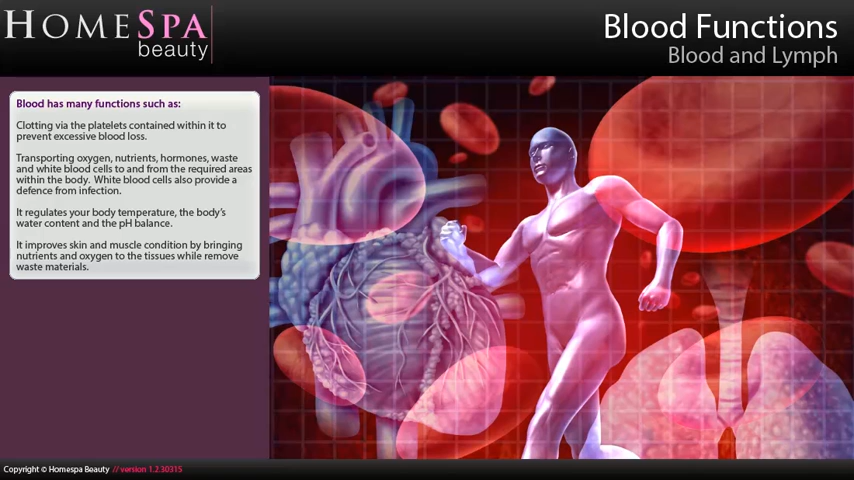 HOMESPA
beauty
Blood Functions
Blood and Lymph
Blood has many functions such as:
Clotting via the platelets contained within it to
prevent excessive blood loss.
Transporting oxygen, nutrients, hormones, waste
and white blood cells to and from the required areas
within the body. White blood cells also provide a
defence from infection.
It regulates your body temperature, the body's
water content and the pH balance.
It improves skin and muscle condition by bringing
nutrients and oxygen to the tissues while remove
waste materials.
Copyright © Homespa Beauty // version 1.2.30315